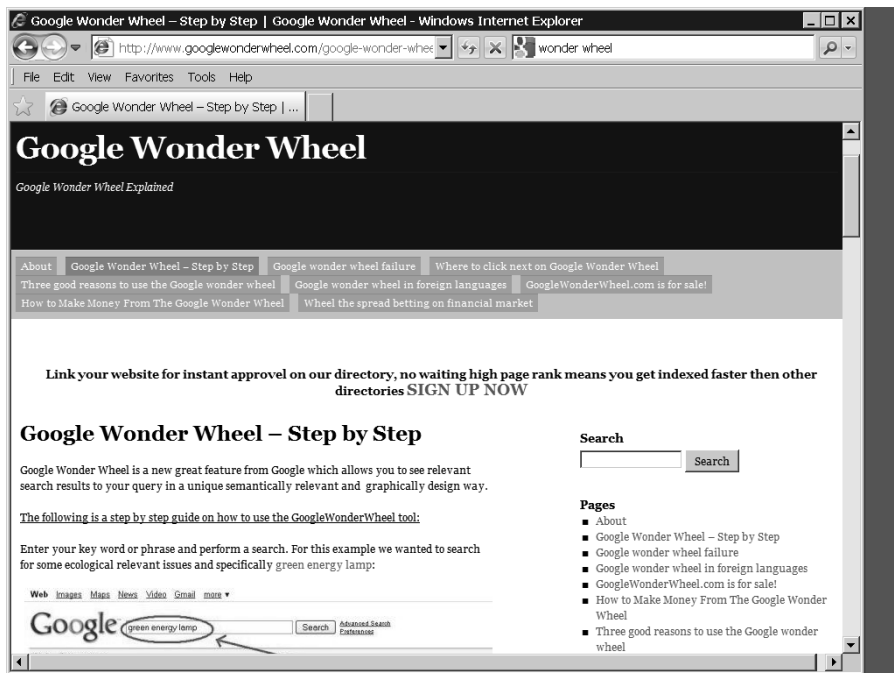 Google Wonder Wheel – Step by Step | Google Wonder Wheel - Windows Internet Explorer
http://www.googlewonderwheel.com/google-wonder-whee
wonder wheel
File Edit View Favorites Tools Help
Google Wonder Wheel – Step by Step | ...
Google Wonder Wheel
Google Wonder Wheel Explained
About Google Wonder Wheel – Step by Step Google wonder wheel failure Where to click next on Google Wonder Wheel
Three good reasons to use the Google wonder wheel Google wonder wheel in foreign languages GoogleWonderWheel.com is for sale!
How to Make Money From The Google Wonder Wheel Wheel the spread betting on financial market
Link your website for instant approvel on our directory, no waiting high page rank means you get indexed faster then other
directories SIGN UP NOW
Google Wonder Wheel – Step by Step
Google Wonder Wheel is a new great feature from Google which allows you to see relevant
search results to your query in a unique semantically relevant and graphically design way.
The following is a step by step guide on how to use the GoogleWonderWheel tool:
Enter your key word or phrase and perform a search. For this example we wanted to search
for some ecological relevant issues and specifically green energy lamp:
Web Images Maps News Video Gmail more ▼
Google green energy lamp Search Advanced Search
Preferences
Search
Search
Pages
■ About
■ Google Wonder Wheel – Step by Step
■ Google wonder wheel failure
■ Google wonder wheel in foreign languages
■ GoogleWonderWheel.com is for sale!
■ How to Make Money From The Google Wonder
Wheel
■ Three good reasons to use the Google wonder
wheel